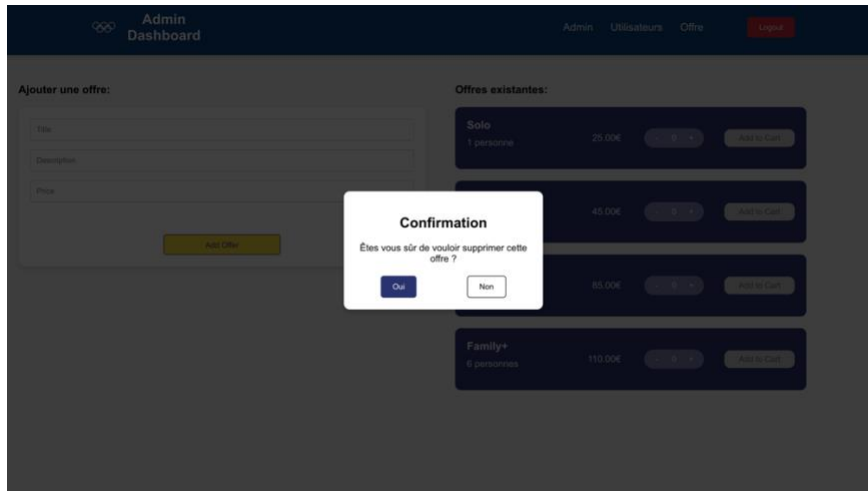 Admin
Dashboard
Admin Utilisateurs Offre Logout
Ajouter une offre:
Title
Description
Price
Add Offer
Offres existantes:
Solo
1 personne
25.00€ - 0 + Add to Cart
45.00€ - 0 + Add to Cart
85.00€ - 0 + Add to Cart
Family+
6 personnes
110.00€ - 0 + Add to Cart
Confirmation
Êtes vous sûr de vouloir supprimer cette
offre ?
Oui Non